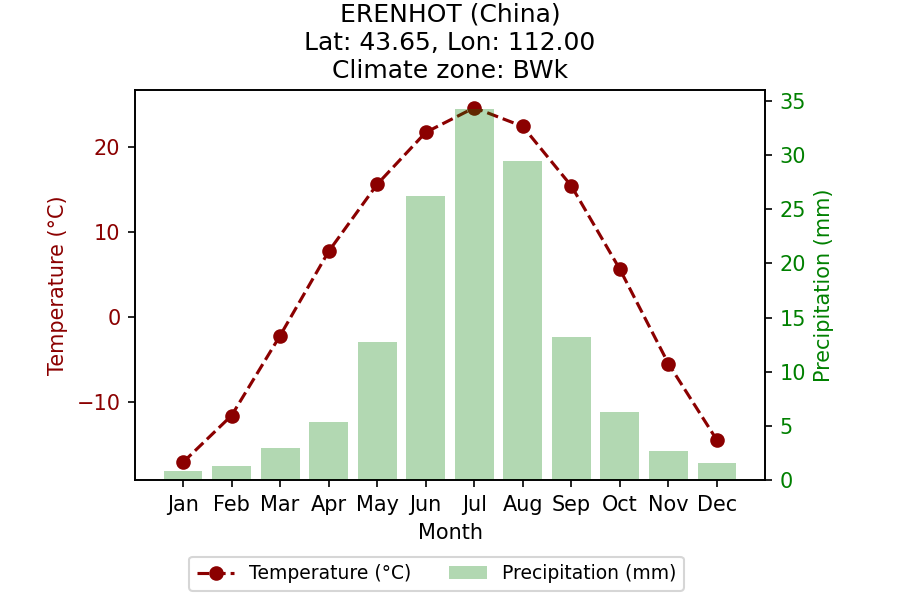 ERENHOT (China)
Lat: 43.65, Lon: 112.00
Climate zone: BWk
Temperature (°C)
20
10
0
−10
35
30
25
20
15
10
5
0
Precipitation (mm)
Jan Feb Mar Apr May Jun Jul Aug Sep Oct Nov Dec
Month
Temperature (°C) Precipitation (mm)